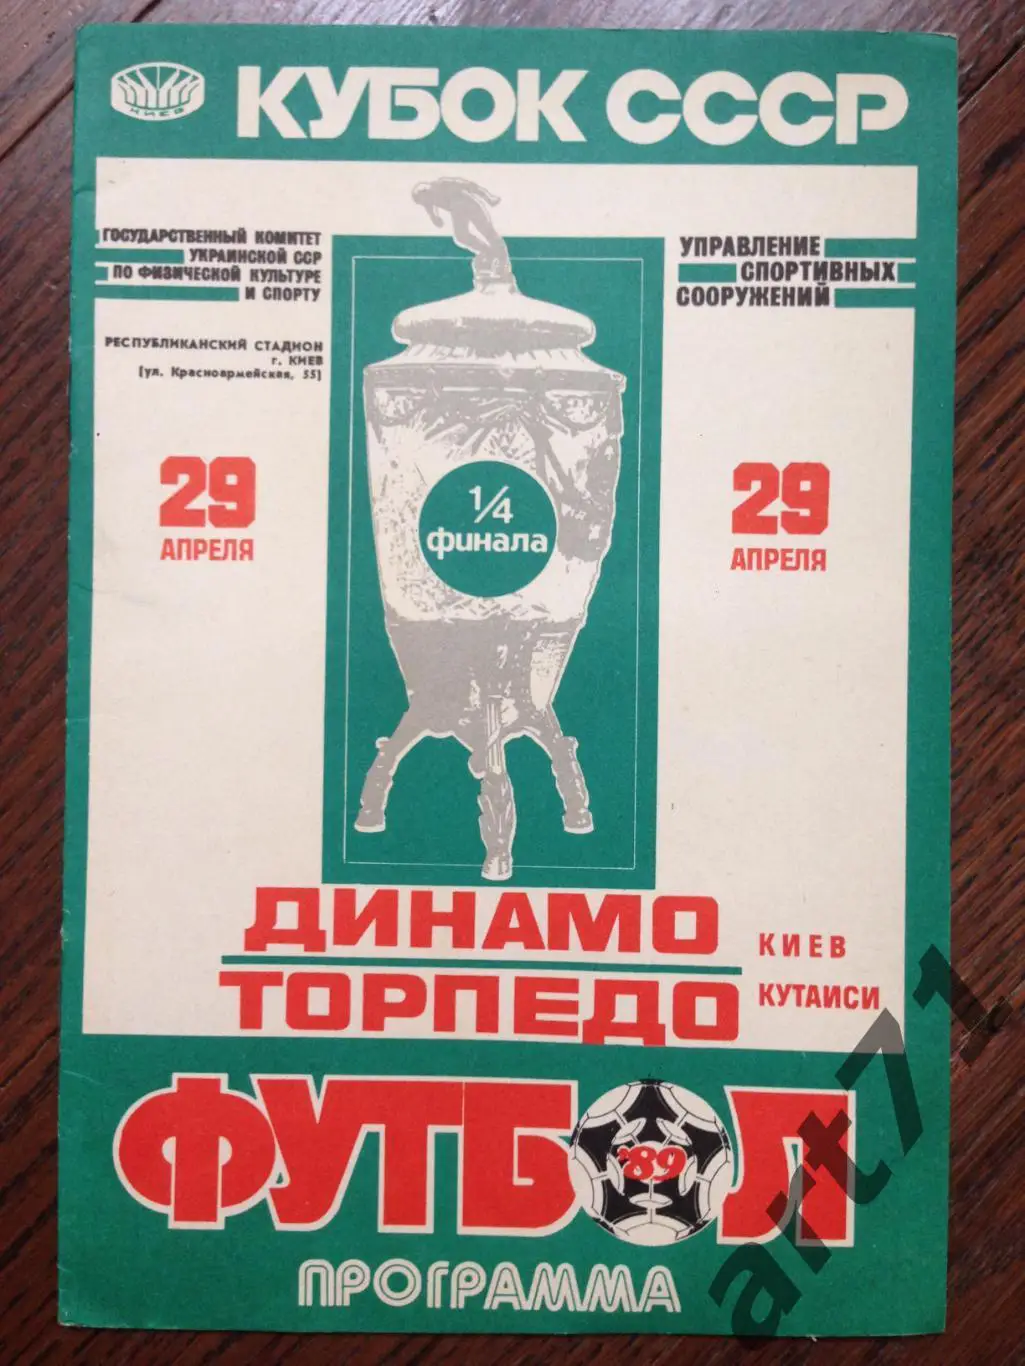 КИЕВ
КУБОК СССР
ГОСУДАРСТВЕННЫЙ КОМИТЕТ
УКРАИНСКОЙ ССР
ПО ФИЗИЧЕСКОЙ КУЛЬТУРЕ
И СПОРТУ
РЕСПУБЛИКАНСКИЙ СТАДИОН
г. КИЕВ
(ул. Красноармейская, 55)
УПРАВЛЕНИЕ
СПОРТИВНЫХ
СООРУЖЕНИЙ
29
АПРЕЛЯ
1/4
финала
29
АПРЕЛЯ
ДИНАМО КИЕВ
ТОРПЕДО КУТАИСИ
ФУТБОЛ
'89
ПРОГРАММА
art71